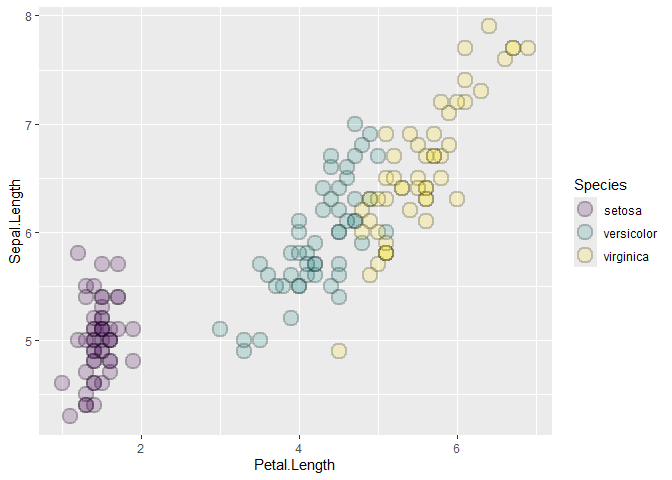 8
7
6
5
Sepal.Length
2
4
6
Petal.Length
Species
setosa
versicolor
virginica